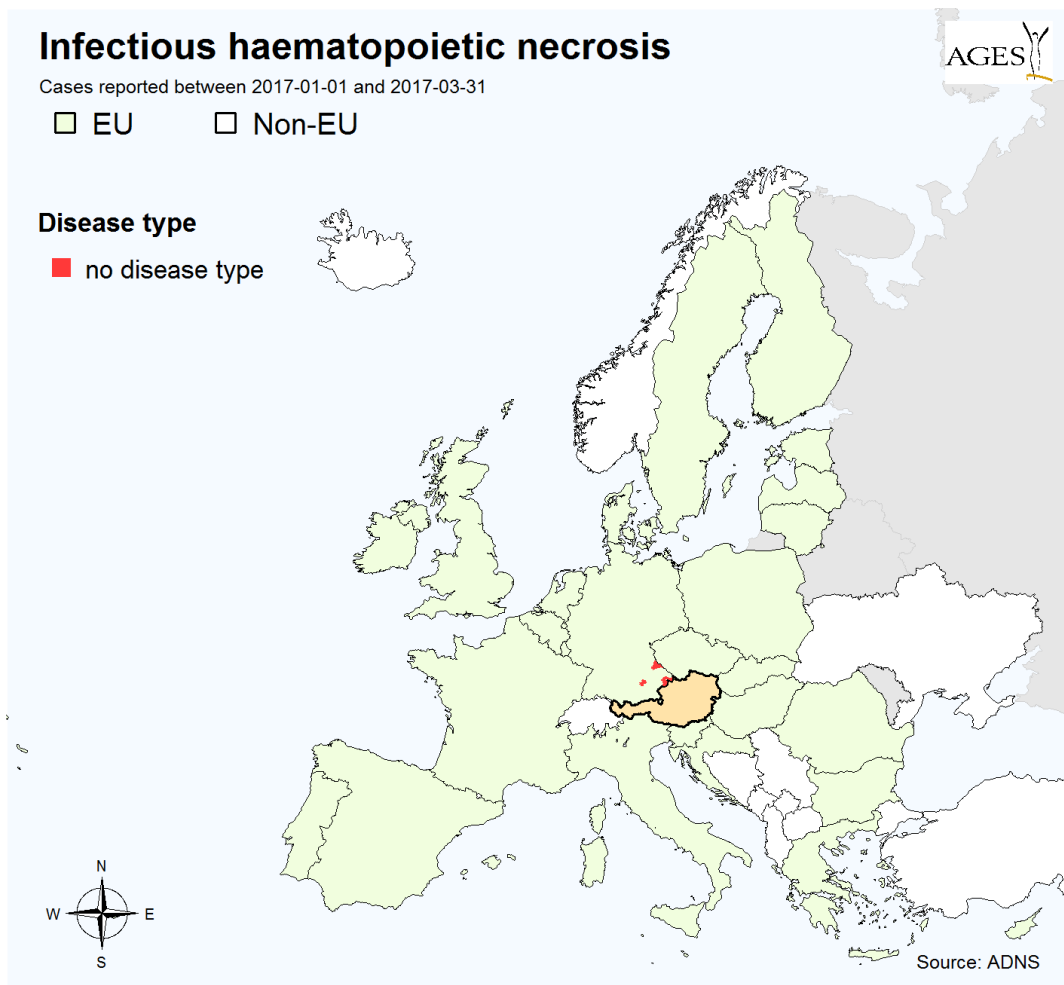 Infectious haematopoietic necrosis
Cases reported between 2017-01-01 and 2017-03-31
EU Non-EU
AGES
Disease type
no disease type
N
W E
S
Source: ADNS